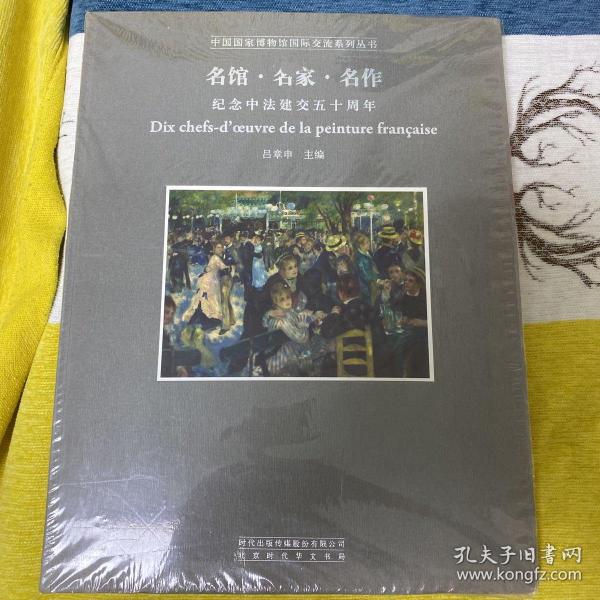 中国国家博物馆国际交流系列丛书
名馆·名家·名作
纪念中法建交五十周年
Dix chefs-d'œuvre de la peinture française
吕章申 主编
时代出版传媒股份有限公司
北京时代华文书局
孔夫子旧书网
www.kongfz.com